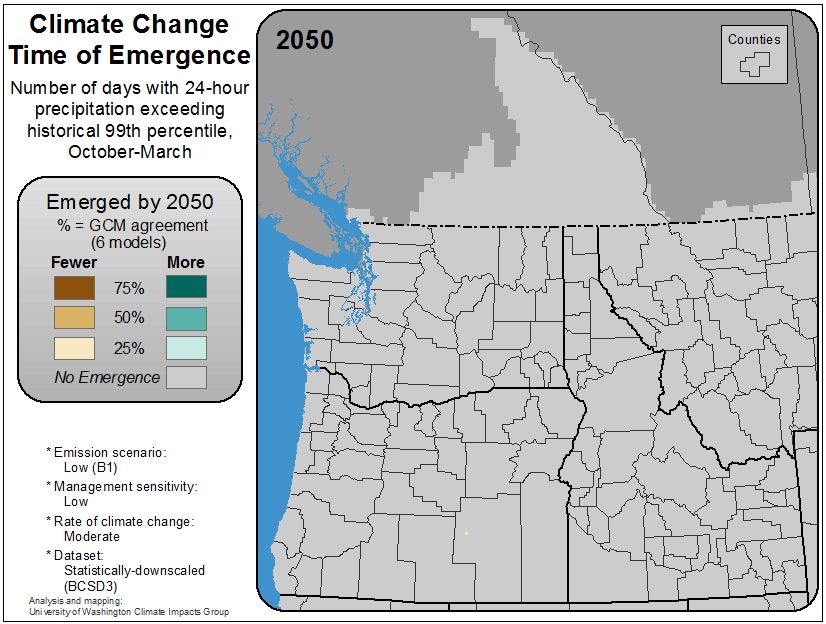 Climate Change
Time of Emergence
Number of days with 24-hour
precipitation exceeding
historical 99th percentile,
October-March
Emerged by 2050
% = GCM agreement
(6 models)
Fewer More
75%
50%
25%
No Emergence
* Emission scenario:
Low (B1)
* Management sensitivity:
Low
* Rate of climate change:
Moderate
* Dataset:
Statistically-downscaled
(BCSD3)
Analysis and mapping:
University of Washington Climate Impacts Group
2050
Counties